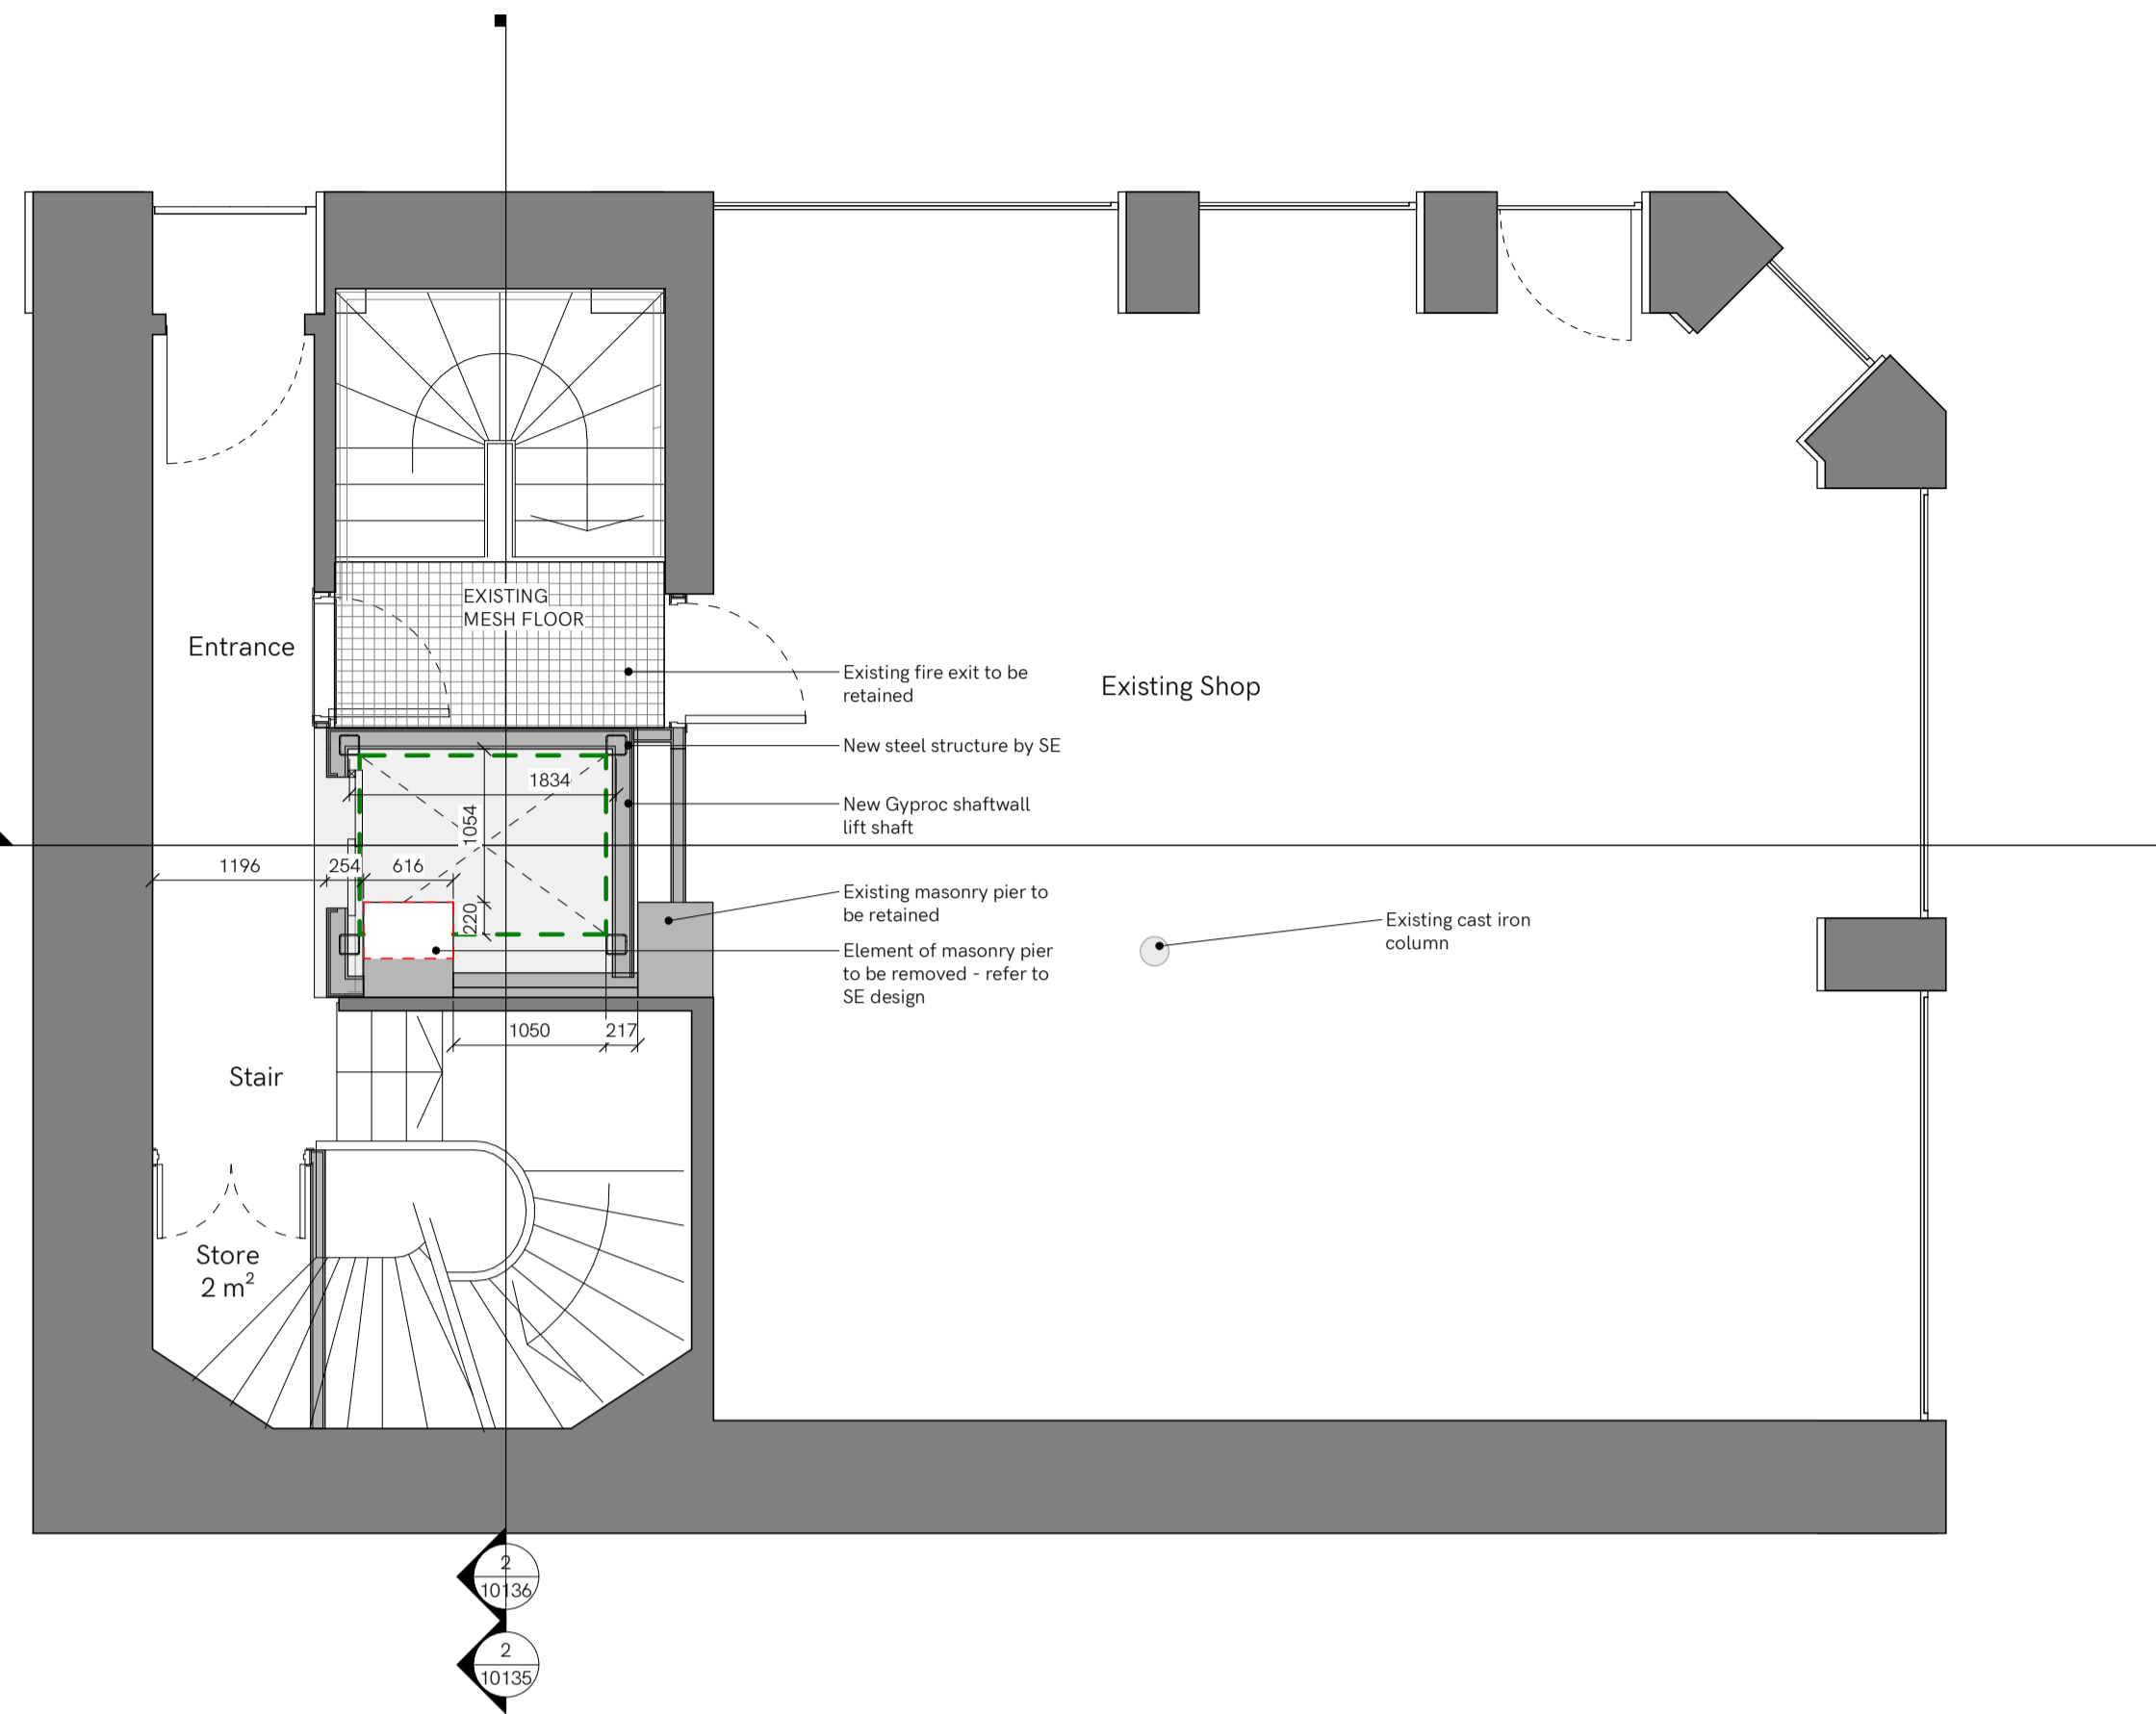 EXISTING
MESH FLOOR
Entrance
Existing fire exit to be
retained
Existing Shop
New steel structure by SE
1834
New Gyproc shaftwall
lift shaft
1054
1196
254
616
220
Existing masonry pier to
be retained
Existing cast iron
column
Element of masonry pier
to be removed - refer to
SE design
1050
217
Stair
Store
2 m²
2
10136
2
10135